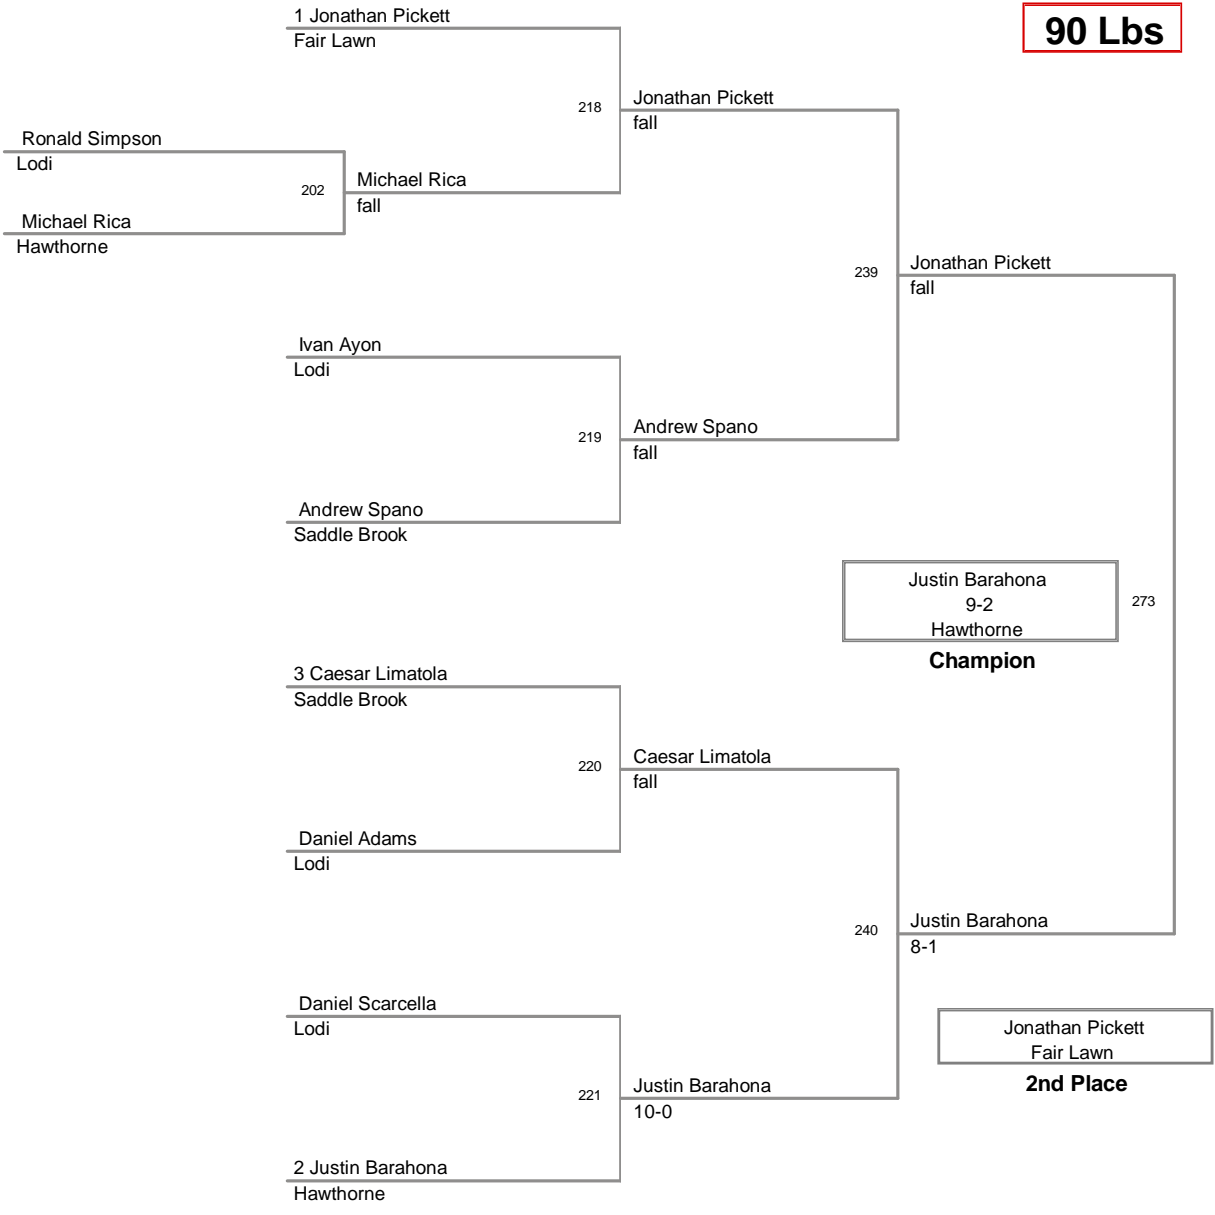 1 Jonathan Pickett
Fair Lawn
90 Lbs
218
Jonathan Pickett
fall
Ronald Simpson
Lodi
202
Michael Rica
fall
Michael Rica
Hawthorne
239
Jonathan Pickett
fall
Ivan Ayon
Lodi
219
Andrew Spano
fall
Andrew Spano
Saddle Brook
Justin Barahona
9-2
Hawthorne
273
Champion
3 Caesar Limatola
Saddle Brook
220
Caesar Limatola
fall
Daniel Adams
Lodi
240
Justin Barahona
8-1
Daniel Scarcella
Lodi
Jonathan Pickett
Fair Lawn
2nd Place
221
Justin Barahona
10-0
2 Justin Barahona
Hawthorne